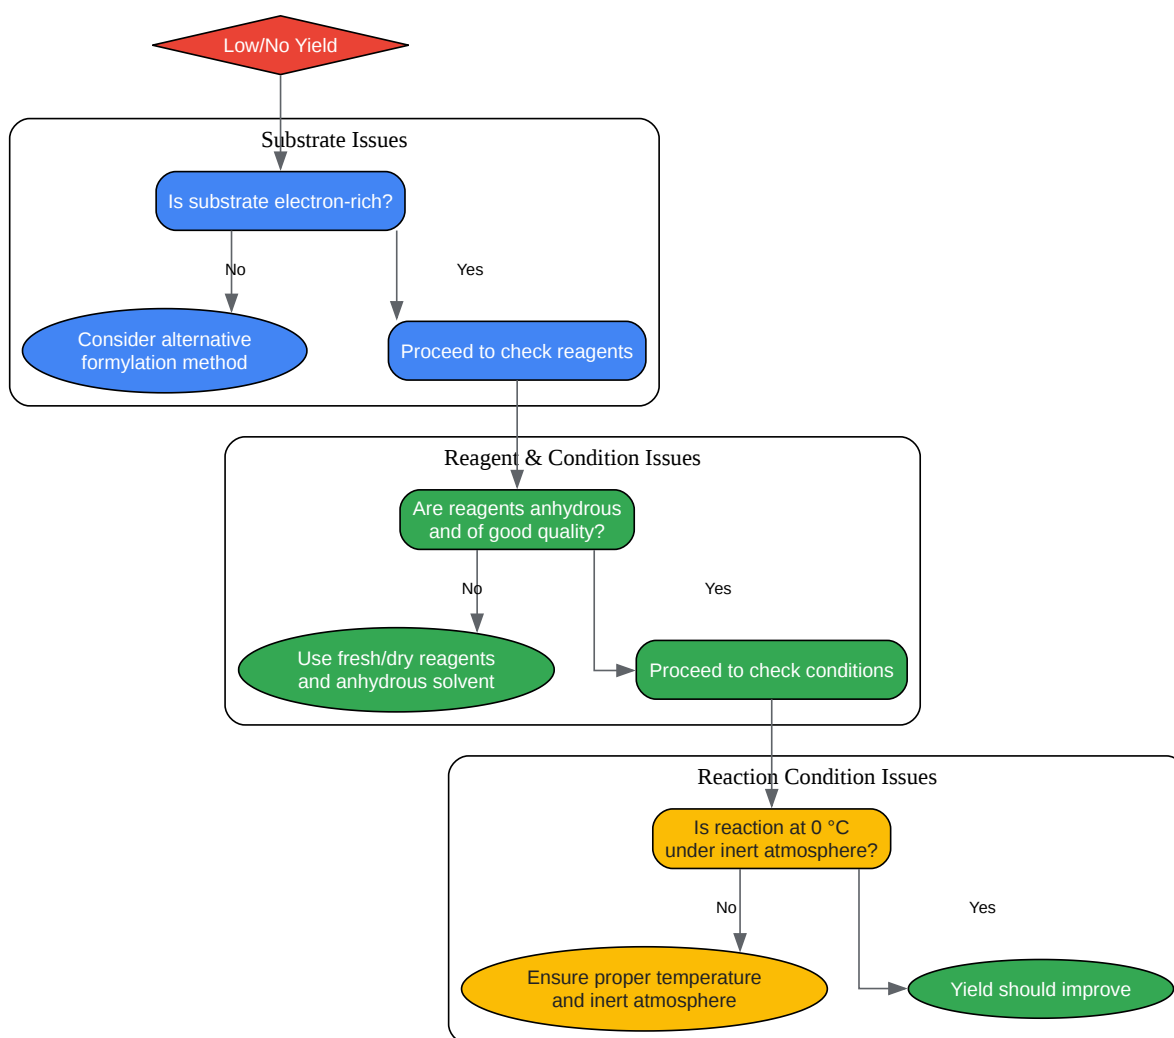 Low/No Yield
Substrate Issues
Is substrate electron-rich?
No
Yes
Consider alternative
formylation method
Proceed to check reagents
Reagent & Condition Issues
Are reagents anhydrous
and of good quality?
No
Yes
Use fresh/dry reagents
and anhydrous solvent
Proceed to check conditions
Reaction Condition Issues
Is reaction at 0 °C
under inert atmosphere?
No
Yes
Ensure proper temperature
and inert atmosphere
Yield should improve